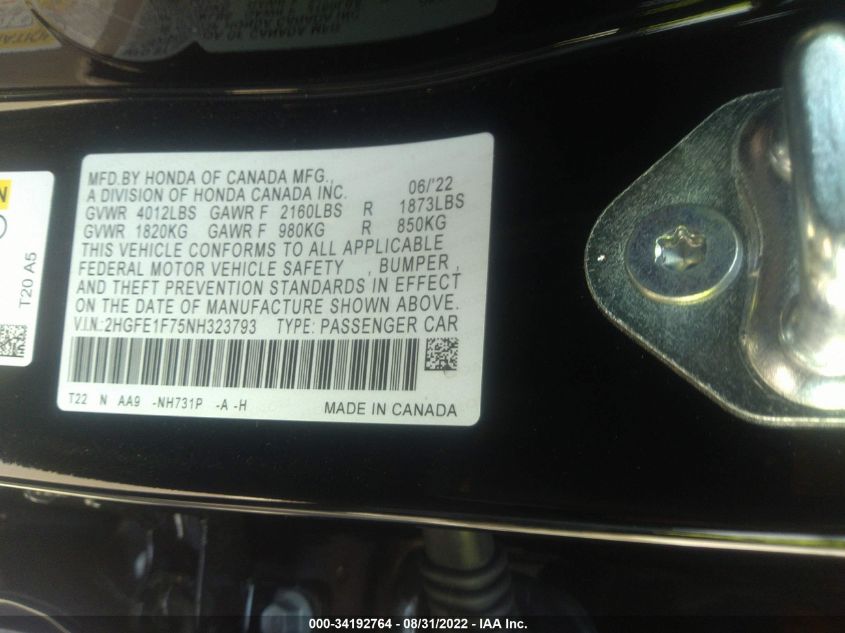 MFD.BY HONDA OF CANADA MFG.,
A DIVISION OF HONDA CANADA INC. 06/'22
GVWR 4012LBS GAWR F 2160LBS R 1873LBS
GVWR 1820KG GAWR F 980KG R 850KG
THIS VEHICLE CONFORMS TO ALL APPLICABLE
FEDERAL MOTOR VEHICLE SAFETY , BUMPER ,
AND THEFT PREVENTION STANDARDS IN EFFECT
ON THE DATE OF MANUFACTURE SHOWN ABOVE.
V.I.N.:2HGFE1F75NH323793 TYPE: PASSENGER CAR
T22 N AA9 -NH731P -A -H
MADE IN CANADA
T20 A5
000-34192764 - 08/31/2022 - IAA Inc.